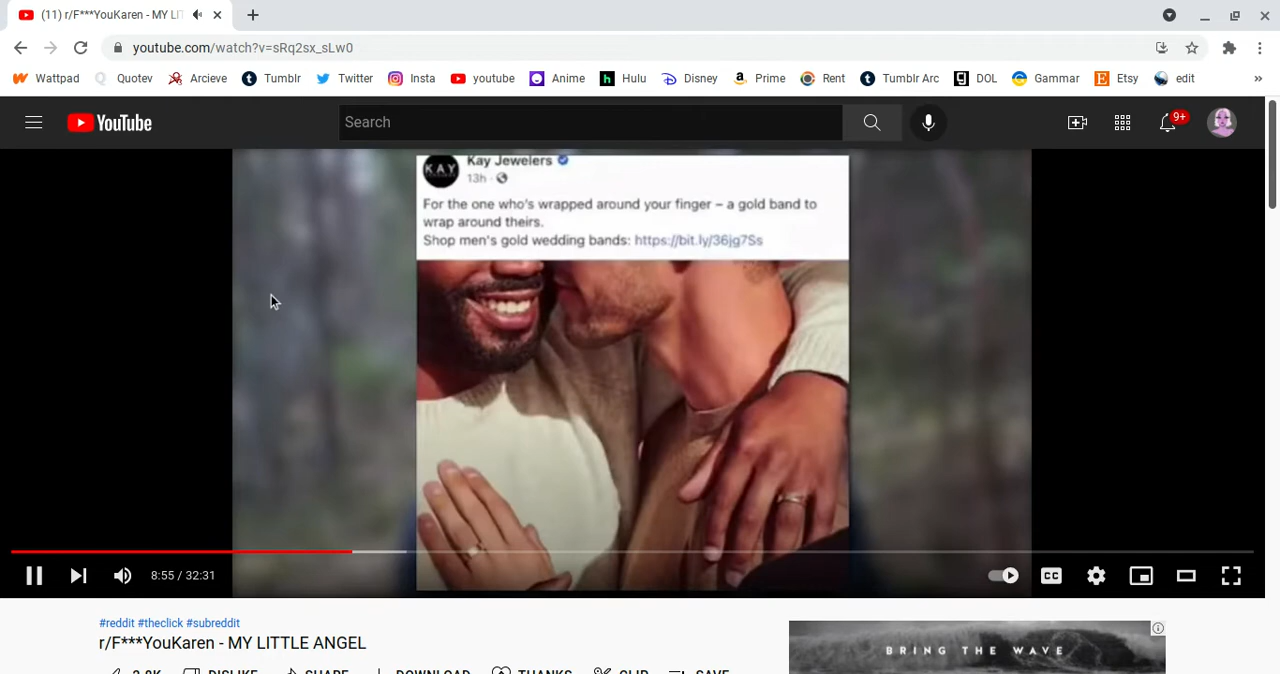 (11) r/F***YouKaren - MY LIT
youtube.com/watch?v=sRq2sx_sLw0
Wattpad Quotev Arcieve Tumblr Twitter Insta youtube Anime Hulu Disney Prime Rent Tumblr Arc DOL Gammar Etsy edit »
YouTube Search 9+
KAY Kay Jewelers
13h
For the one who's wrapped around your finger – a gold band to
wrap around theirs.
Shop men's gold wedding bands: https://bit.ly/36jg7Ss
8:55 / 32:31 CC
#reddit #theclick #subreddit
r/F***YouKaren - MY LITTLE ANGEL
BRING THE WAVE
DISLIKE SHARE DOWNLOAD THANKS CLIP SAVE